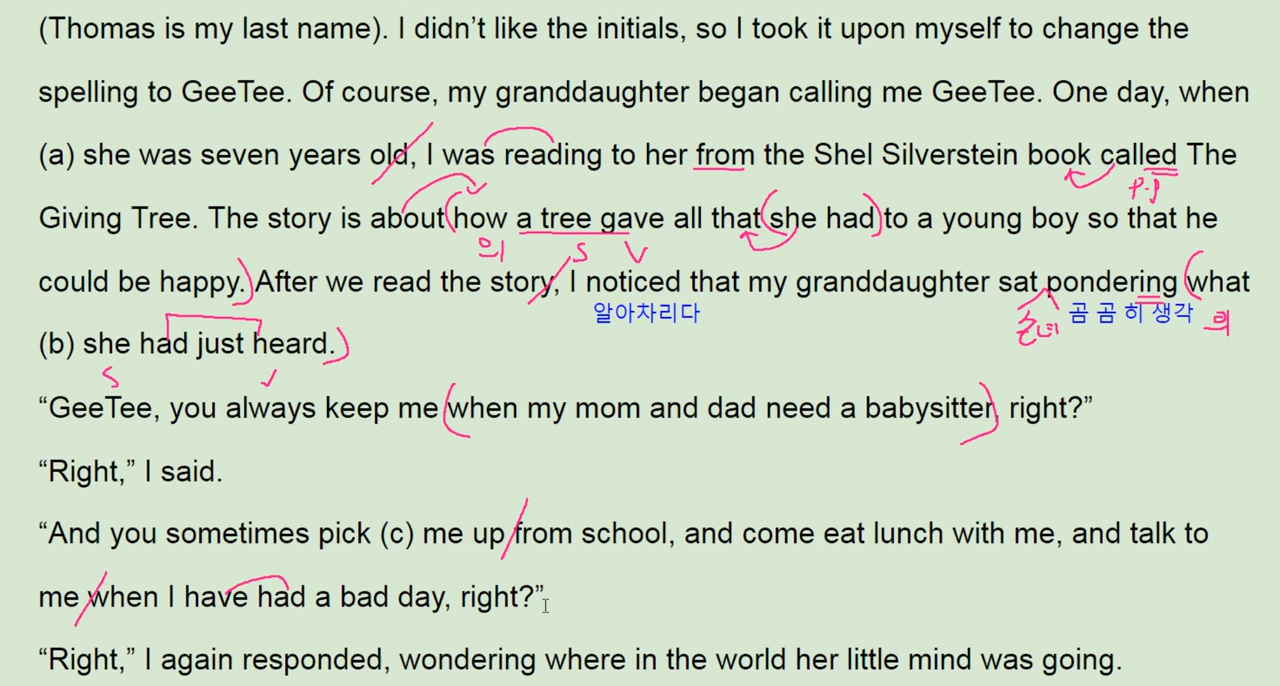 (Thomas is my last name). I didn’t like the initials, so I took it upon myself to change the
spelling to GeeTee. Of course, my granddaughter began calling me GeeTee. One day, when
(a) she was seven years old, I was reading to her from the Shel Silverstein book called The
p.p
Giving Tree. The story is about how a tree gave all that she had to a young boy so that he
의 S V
could be happy. After we read the story, I noticed that my granddaughter sat pondering what
알아차리다 손녀 곰곰히 생각 의
(b) she had just heard.
S V
“GeeTee, you always keep me when my mom and dad need a babysitter, right?”
“Right,” I said.
“And you sometimes pick (c) me up from school, and come eat lunch with me, and talk to
me when I have had a bad day, right?”
“Right,” I again responded, wondering where in the world her little mind was going.